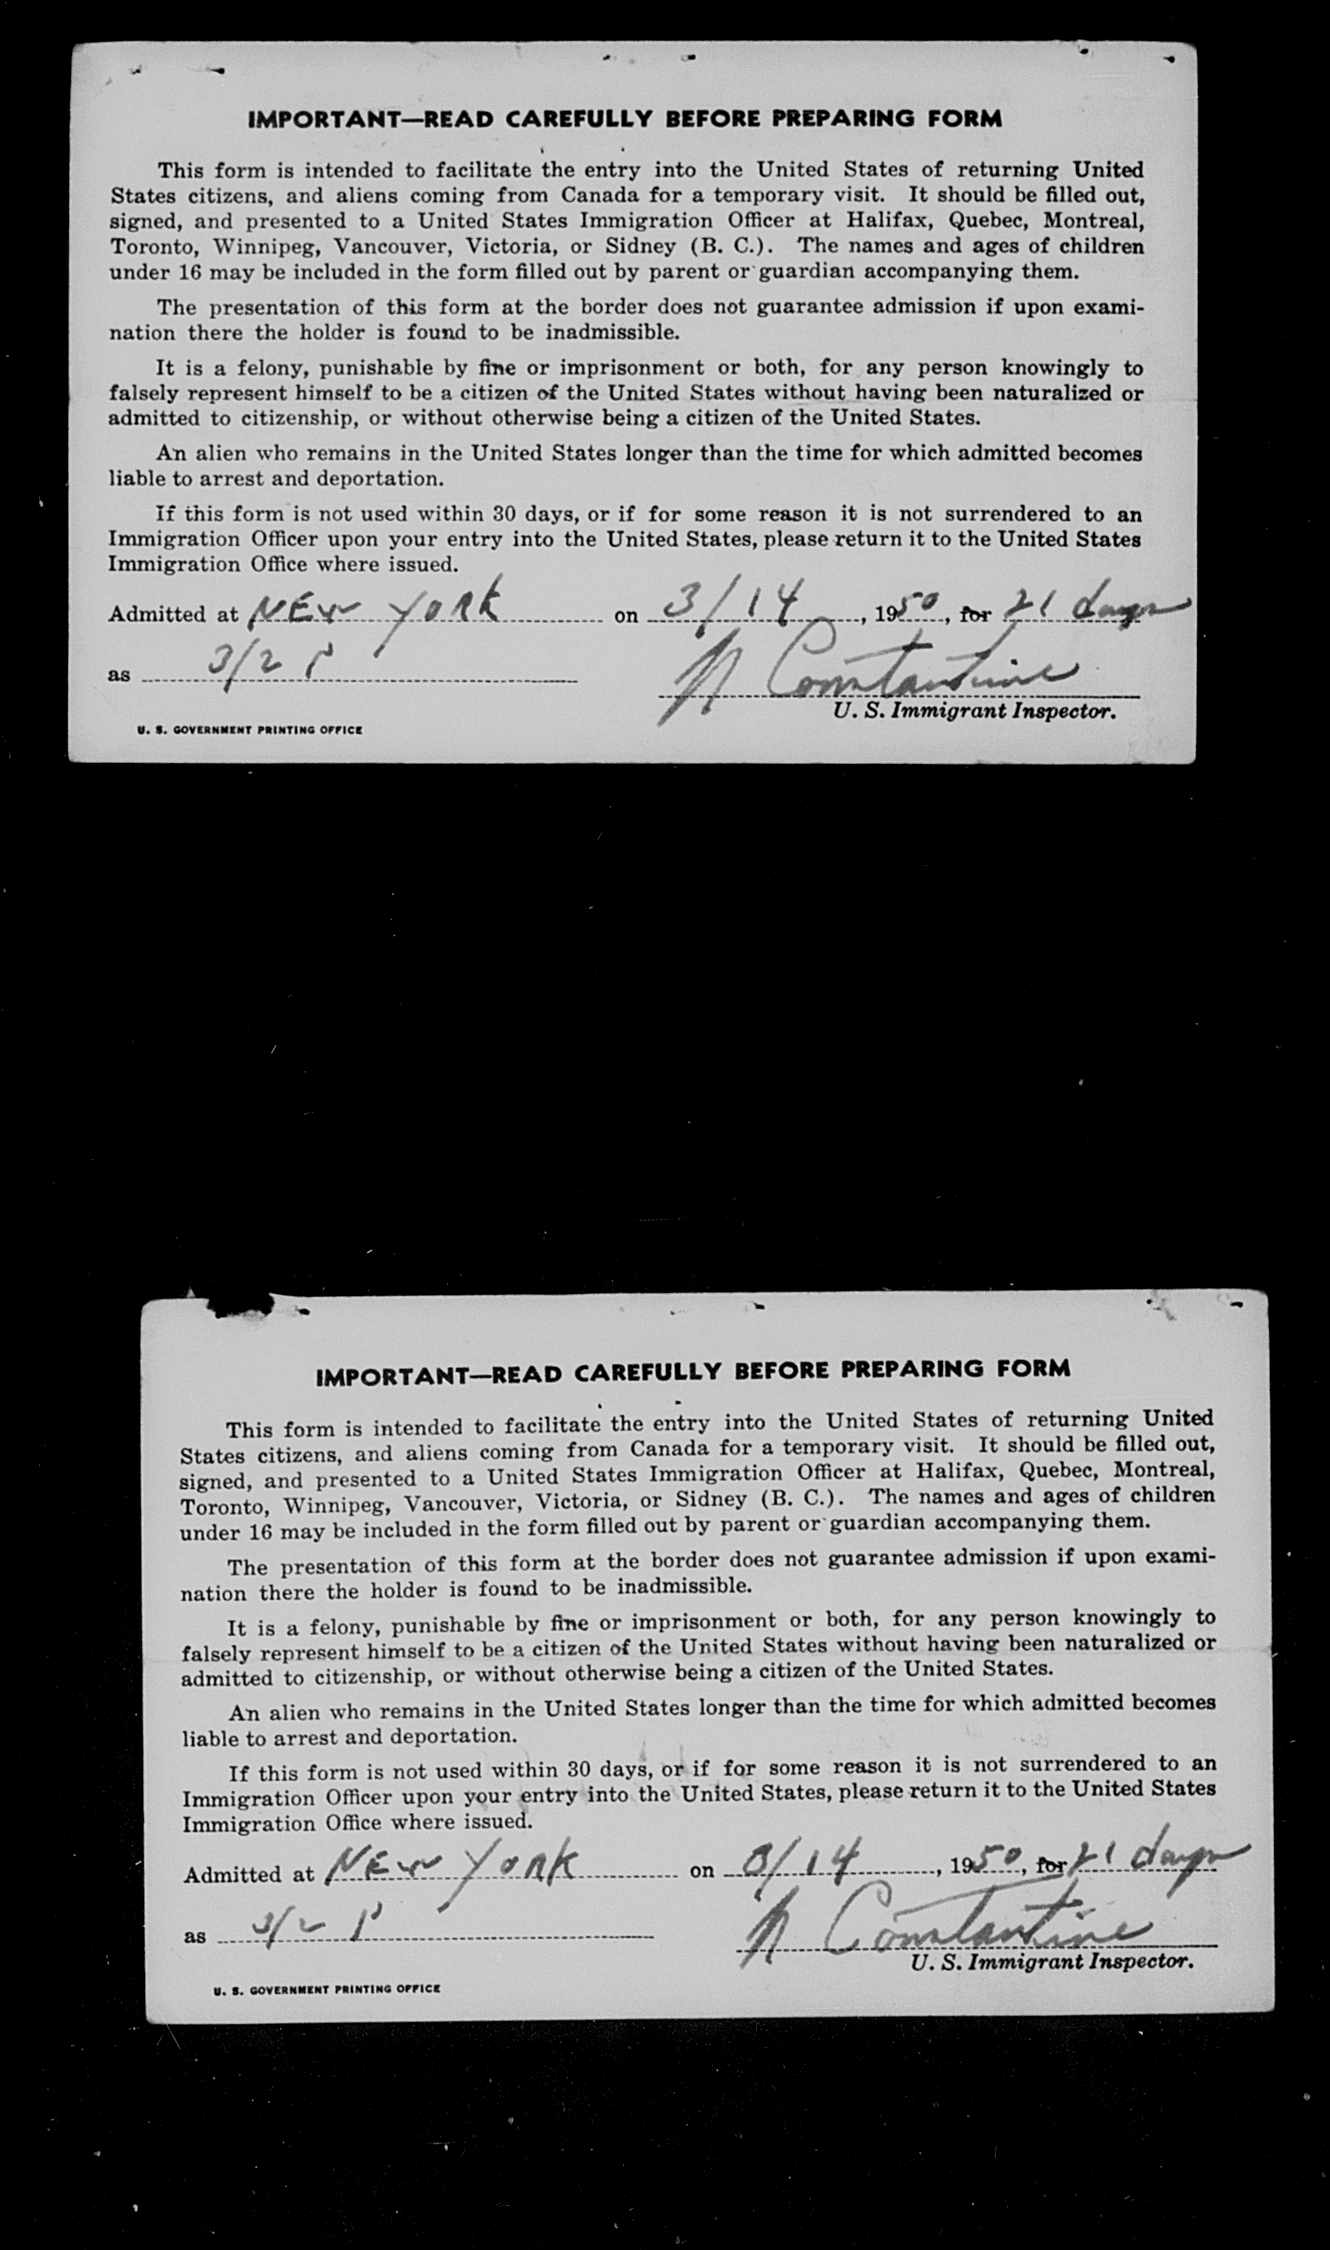 IMPORTANT—READ CAREFULLY BEFORE PREPARING FORM
This form is intended to facilitate the entry into the United States of returning United
States citizens, and aliens coming from Canada for a temporary visit. It should be filled out,
signed, and presented to a United States Immigration Officer at Halifax, Quebec, Montreal,
Toronto, Winnipeg, Vancouver, Victoria, or Sidney (B. C.). The names and ages of children
under 16 may be included in the form filled out by parent or guardian accompanying them.
The presentation of this form at the border does not guarantee admission if upon exami-
nation there the holder is found to be inadmissible.
It is a felony, punishable by fine or imprisonment or both, for any person knowingly to
falsely represent himself to be a citizen of the United States without having been naturalized or
admitted to citizenship, or without otherwise being a citizen of the United States.
An alien who remains in the United States longer than the time for which admitted becomes
liable to arrest and deportation.
If this form is not used within 30 days, or if for some reason it is not surrendered to an
Immigration Officer upon your entry into the United States, please return it to the United States
Immigration Office where issued.
Admitted at NEW YORK on 3/14, 1950, for 21 days
as 3/2 P
N Constantine
U. S. Immigrant Inspector.
U. S. GOVERNMENT PRINTING OFFICE
IMPORTANT—READ CAREFULLY BEFORE PREPARING FORM
This form is intended to facilitate the entry into the United States of returning United
States citizens, and aliens coming from Canada for a temporary visit. It should be filled out,
signed, and presented to a United States Immigration Officer at Halifax, Quebec, Montreal,
Toronto, Winnipeg, Vancouver, Victoria, or Sidney (B. C.). The names and ages of children
under 16 may be included in the form filled out by parent or guardian accompanying them.
The presentation of this form at the border does not guarantee admission if upon exami-
nation there the holder is found to be inadmissible.
It is a felony, punishable by fine or imprisonment or both, for any person knowingly to
falsely represent himself to be a citizen of the United States without having been naturalized or
admitted to citizenship, or without otherwise being a citizen of the United States.
An alien who remains in the United States longer than the time for which admitted becomes
liable to arrest and deportation.
If this form is not used within 30 days, or if for some reason it is not surrendered to an
Immigration Officer upon your entry into the United States, please return it to the United States
Immigration Office where issued.
Admitted at NEW YORK on 3/14, 1950, for 21 days
as 3/2 P
N Constantine
U. S. Immigrant Inspector.
U. S. GOVERNMENT PRINTING OFFICE